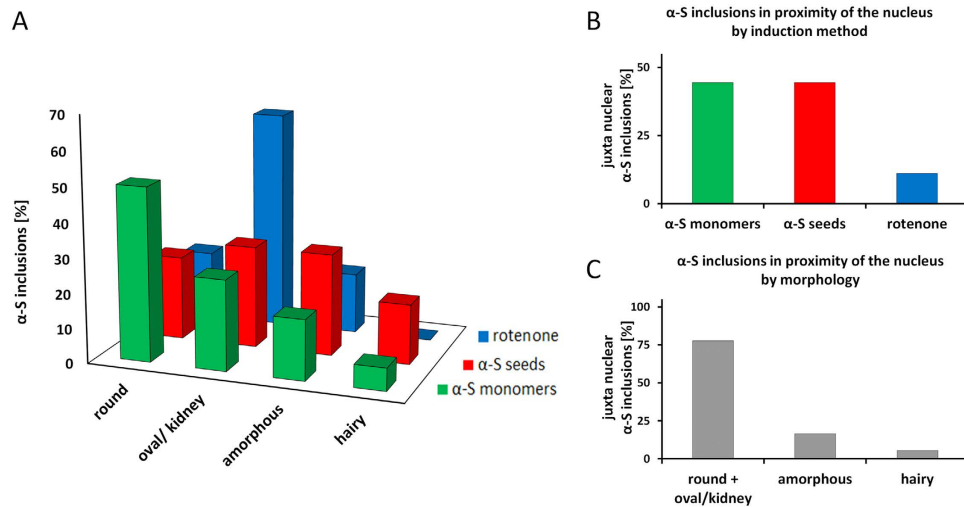 A
70
60
50
40
30
20
10
0
α-S inclusions [%]
round
oval/ kidney
amorphous
hairy
rotenone
α-S seeds
α-S monomers
B
α-S inclusions in proximity of the nucleus
by induction method
juxta nuclear
α-S inclusions [%]
50
25
0
α-S monomers α-S seeds rotenone
C
α-S inclusions in proximity of the nucleus
by morphology
juxta nuclear
α-S inclusions [%]
100
75
50
25
0
round + amorphous hairy
oval/kidney